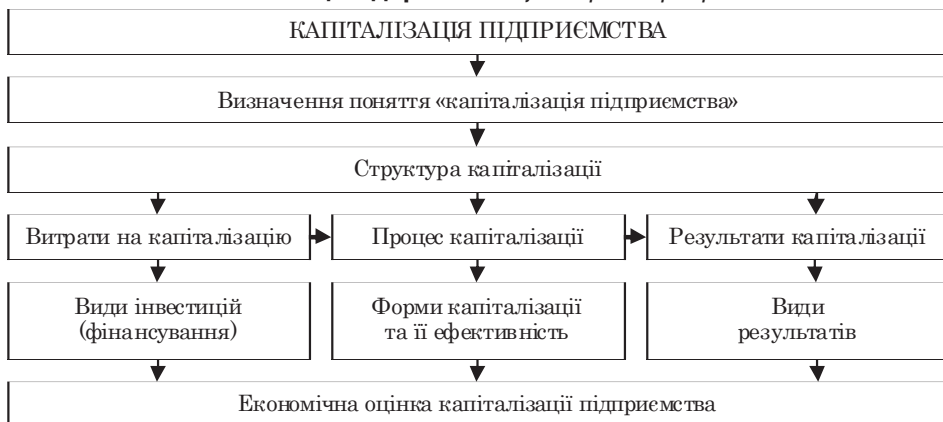 КАПІТАЛІЗАЦІЯ ПІДПРИЄМСТВА
Визначення поняття «капіталізація підприємства»
Структура капіталізації
Витрати на капіталізацію
Процес капіталізації
Результати капіталізації
Види інвестицій
(фінансування)
Форми капіталізації
та її ефективність
Види
результатів
Економічна оцінка капіталізації підприємства